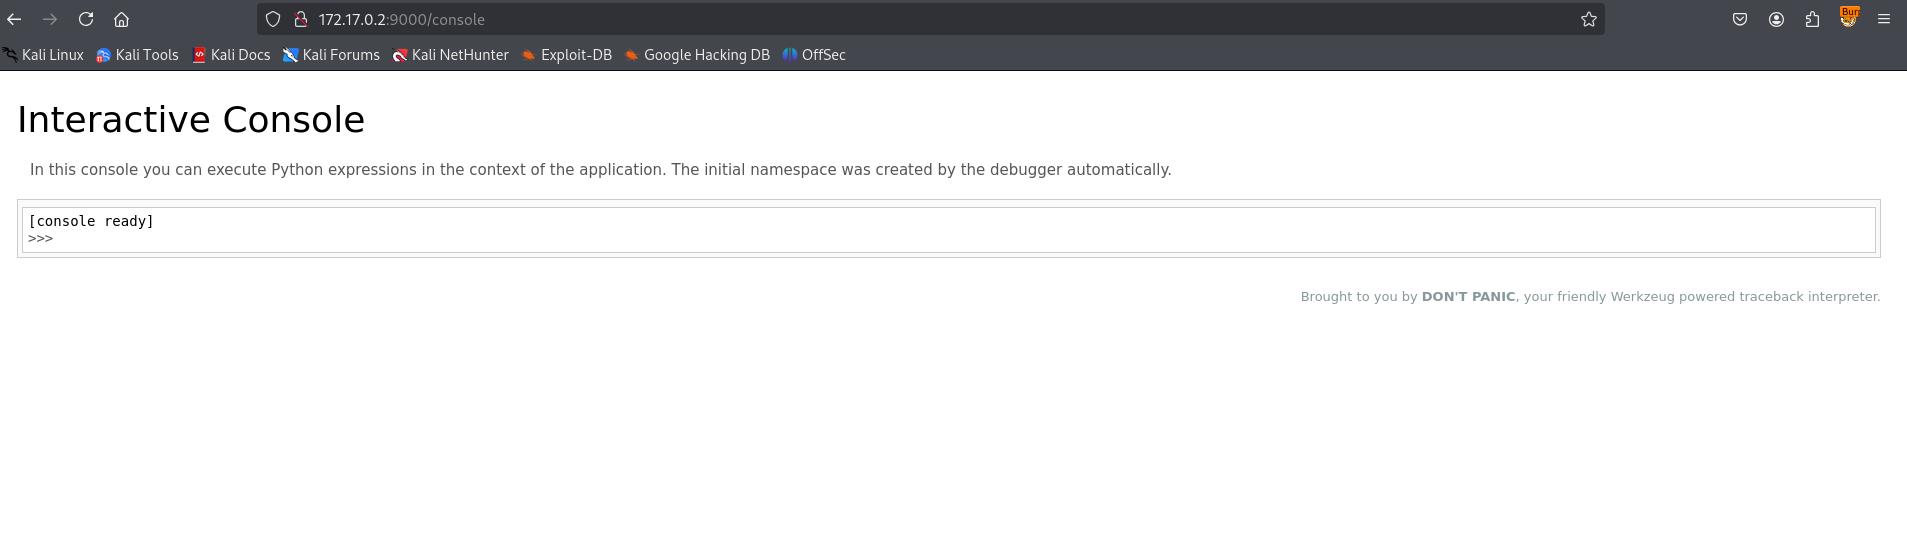 172.17.0.2:9000/console
Burp
Kali Linux Kali Tools Kali Docs Kali Forums Kali NetHunter Exploit-DB Google Hacking DB OffSec
Interactive Console
In this console you can execute Python expressions in the context of the application. The initial namespace was created by the debugger automatically.
[console ready]
>>>
Brought to you by DON'T PANIC, your friendly Werkzeug powered traceback interpreter.